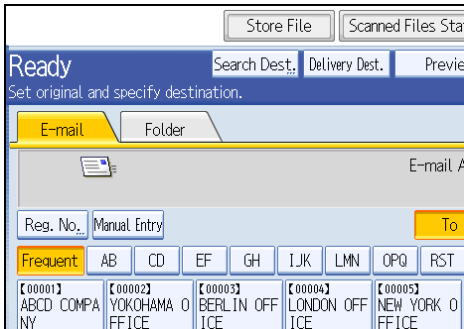 Store File Scanned Files Sta
Ready Search Dest. Delivery Dest. Previe
Set original and specify destination.
E-mail Folder
E-mail A
Reg. No. Manual Entry To
Frequent AB CD EF GH IJK LMN OPQ RST
【00001】 【00002】 【00003】 【00004】 【00005】
ABCD COMPA YOKOHAMA O BERLIN OFF LONDON OFF NEW YORK O
NY FFICE ICE ICE FFICE